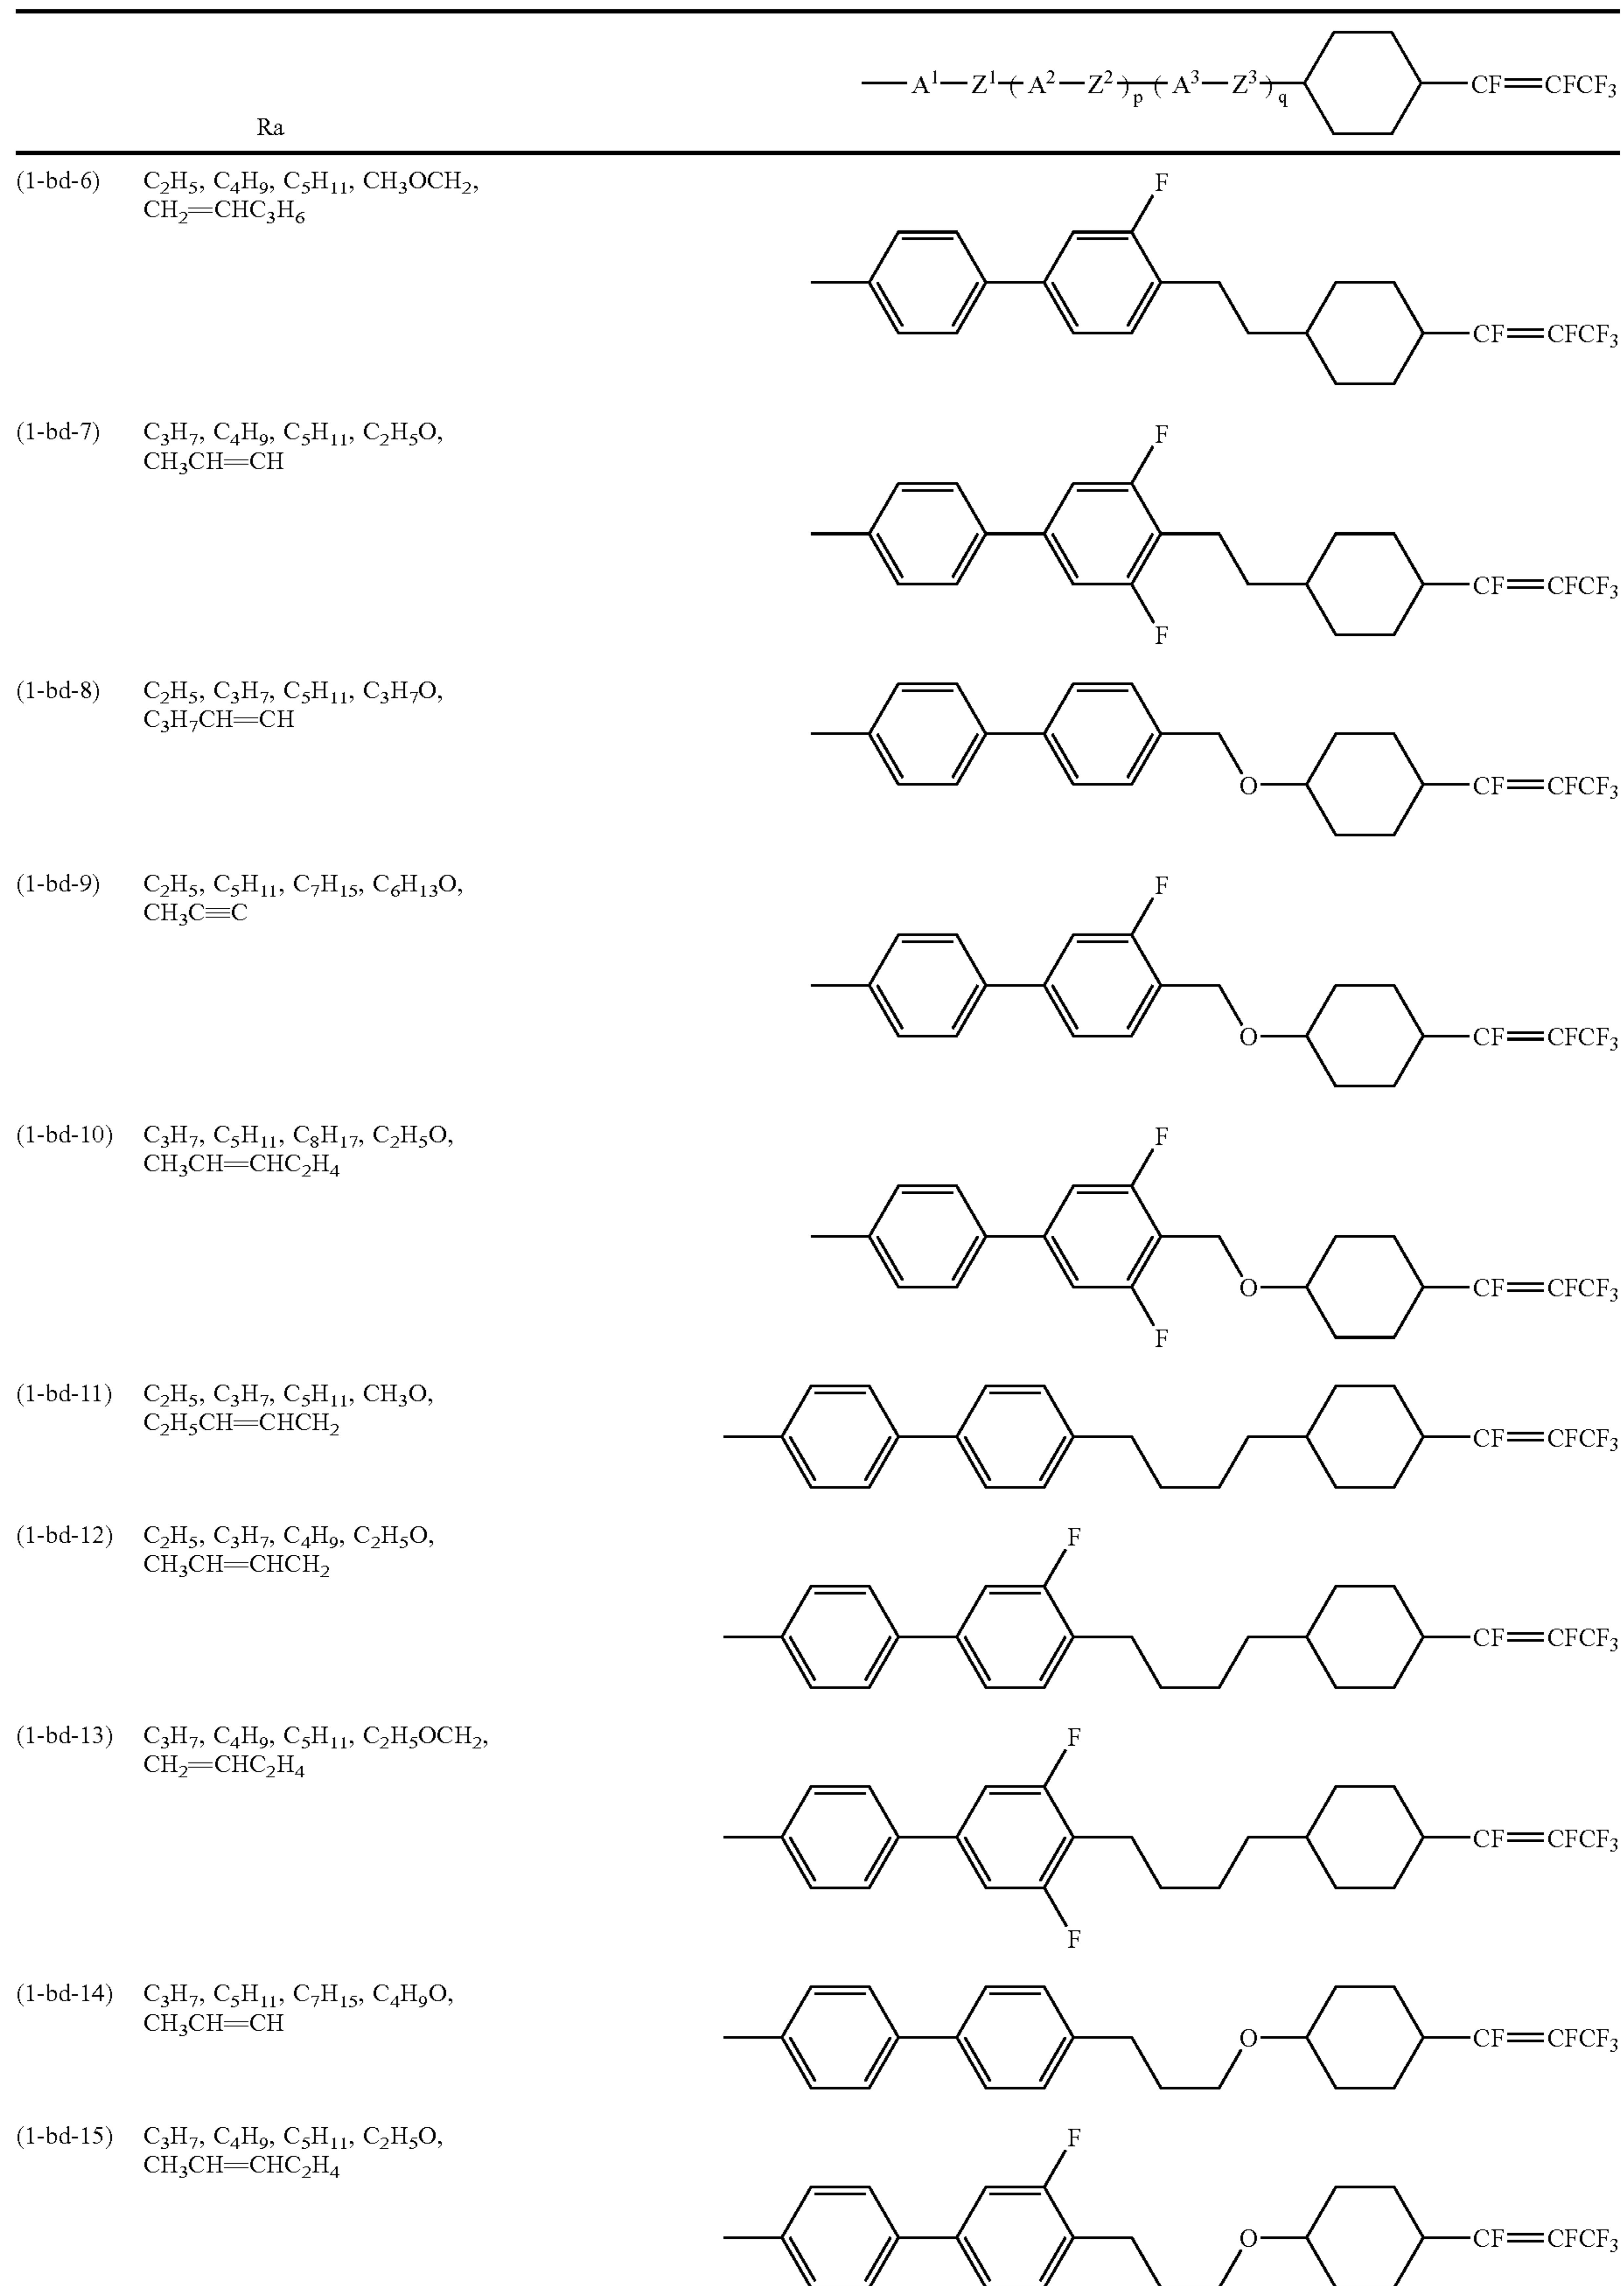 —A¹—Z¹—(A²—Z²)ₚ—(A³—Z³)q— —CF=CFCF₃
Ra
(1-bd-6) C₂H₅, C₄H₉, C₅H₁₁, CH₃OCH₂,
CH₂=CHC₃H₆
F
CF=CFCF₃
(1-bd-7) C₃H₇, C₄H₉, C₅H₁₁, C₂H₅O,
CH₃CH=CH
F
CF=CFCF₃
F
(1-bd-8) C₂H₅, C₃H₇, C₅H₁₁, C₃H₇O,
C₃H₇CH=CH
O CF=CFCF₃
(1-bd-9) C₂H₅, C₅H₁₁, C₇H₁₅, C₆H₁₃O,
CH₃C≡C
F
O CF=CFCF₃
(1-bd-10) C₃H₇, C₅H₁₁, C₈H₁₇, C₂H₅O,
CH₃CH=CHC₂H₄
F
O CF=CFCF₃
F
(1-bd-11) C₂H₅, C₃H₇, C₅H₁₁, CH₃O,
C₂H₅CH=CHCH₂
CF=CFCF₃
(1-bd-12) C₂H₅, C₃H₇, C₄H₉, C₂H₅O,
CH₃CH=CHCH₂
F
CF=CFCF₃
(1-bd-13) C₃H₇, C₄H₉, C₅H₁₁, C₂H₅OCH₂,
CH₂=CHC₂H₄
F
CF=CFCF₃
F
(1-bd-14) C₃H₇, C₅H₁₁, C₇H₁₅, C₄H₉O,
CH₃CH=CH
O CF=CFCF₃
(1-bd-15) C₃H₇, C₄H₉, C₅H₁₁, C₂H₅O,
CH₃CH=CHC₂H₄
F
O CF=CFCF₃